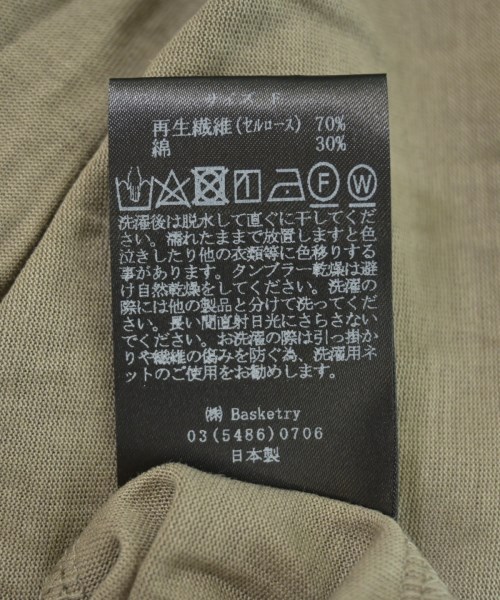 サイズ F
再生繊維(セルロース) 70%
綿 30%
F W
洗濯後は脱水して直ぐに干してくだ
さい。濡れたままで放置しますと色
泣きしたり他の衣類等に色移りする
事があります。タンブラー乾燥は避
け自然乾燥をしてください。洗濯の
際には他の製品と分けて洗ってくだ
さい。長い間直射日光にさらさない
でください。お洗濯の際は引っ掛か
りや繊維の傷みを防ぐ為、洗濯用ネ
ットのご使用をお勧めします。
㈱ Basketry
03(5486)0706
日本製